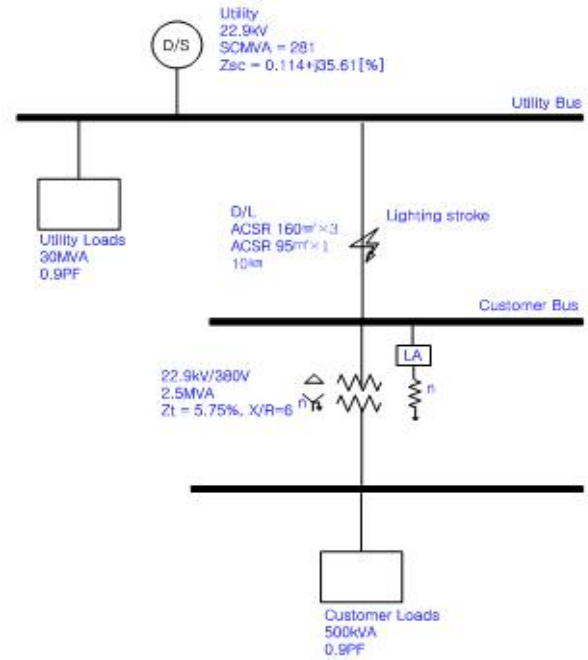 Utility
22.9kV
SCMVA = 281
Zsc = 0.114+j35.61[%]
D/S
Utility Bus
Utility Loads
30MVA
0.9PF
D/L
ACSR 160㎟×3
ACSR 95㎟×1
10㎞
Lighting stroke
Customer Bus
LA
n
22.9kV/380V
2.5MVA
Zt = 5.75%, X/R=6
n
Customer Loads
500kVA
0.9PF